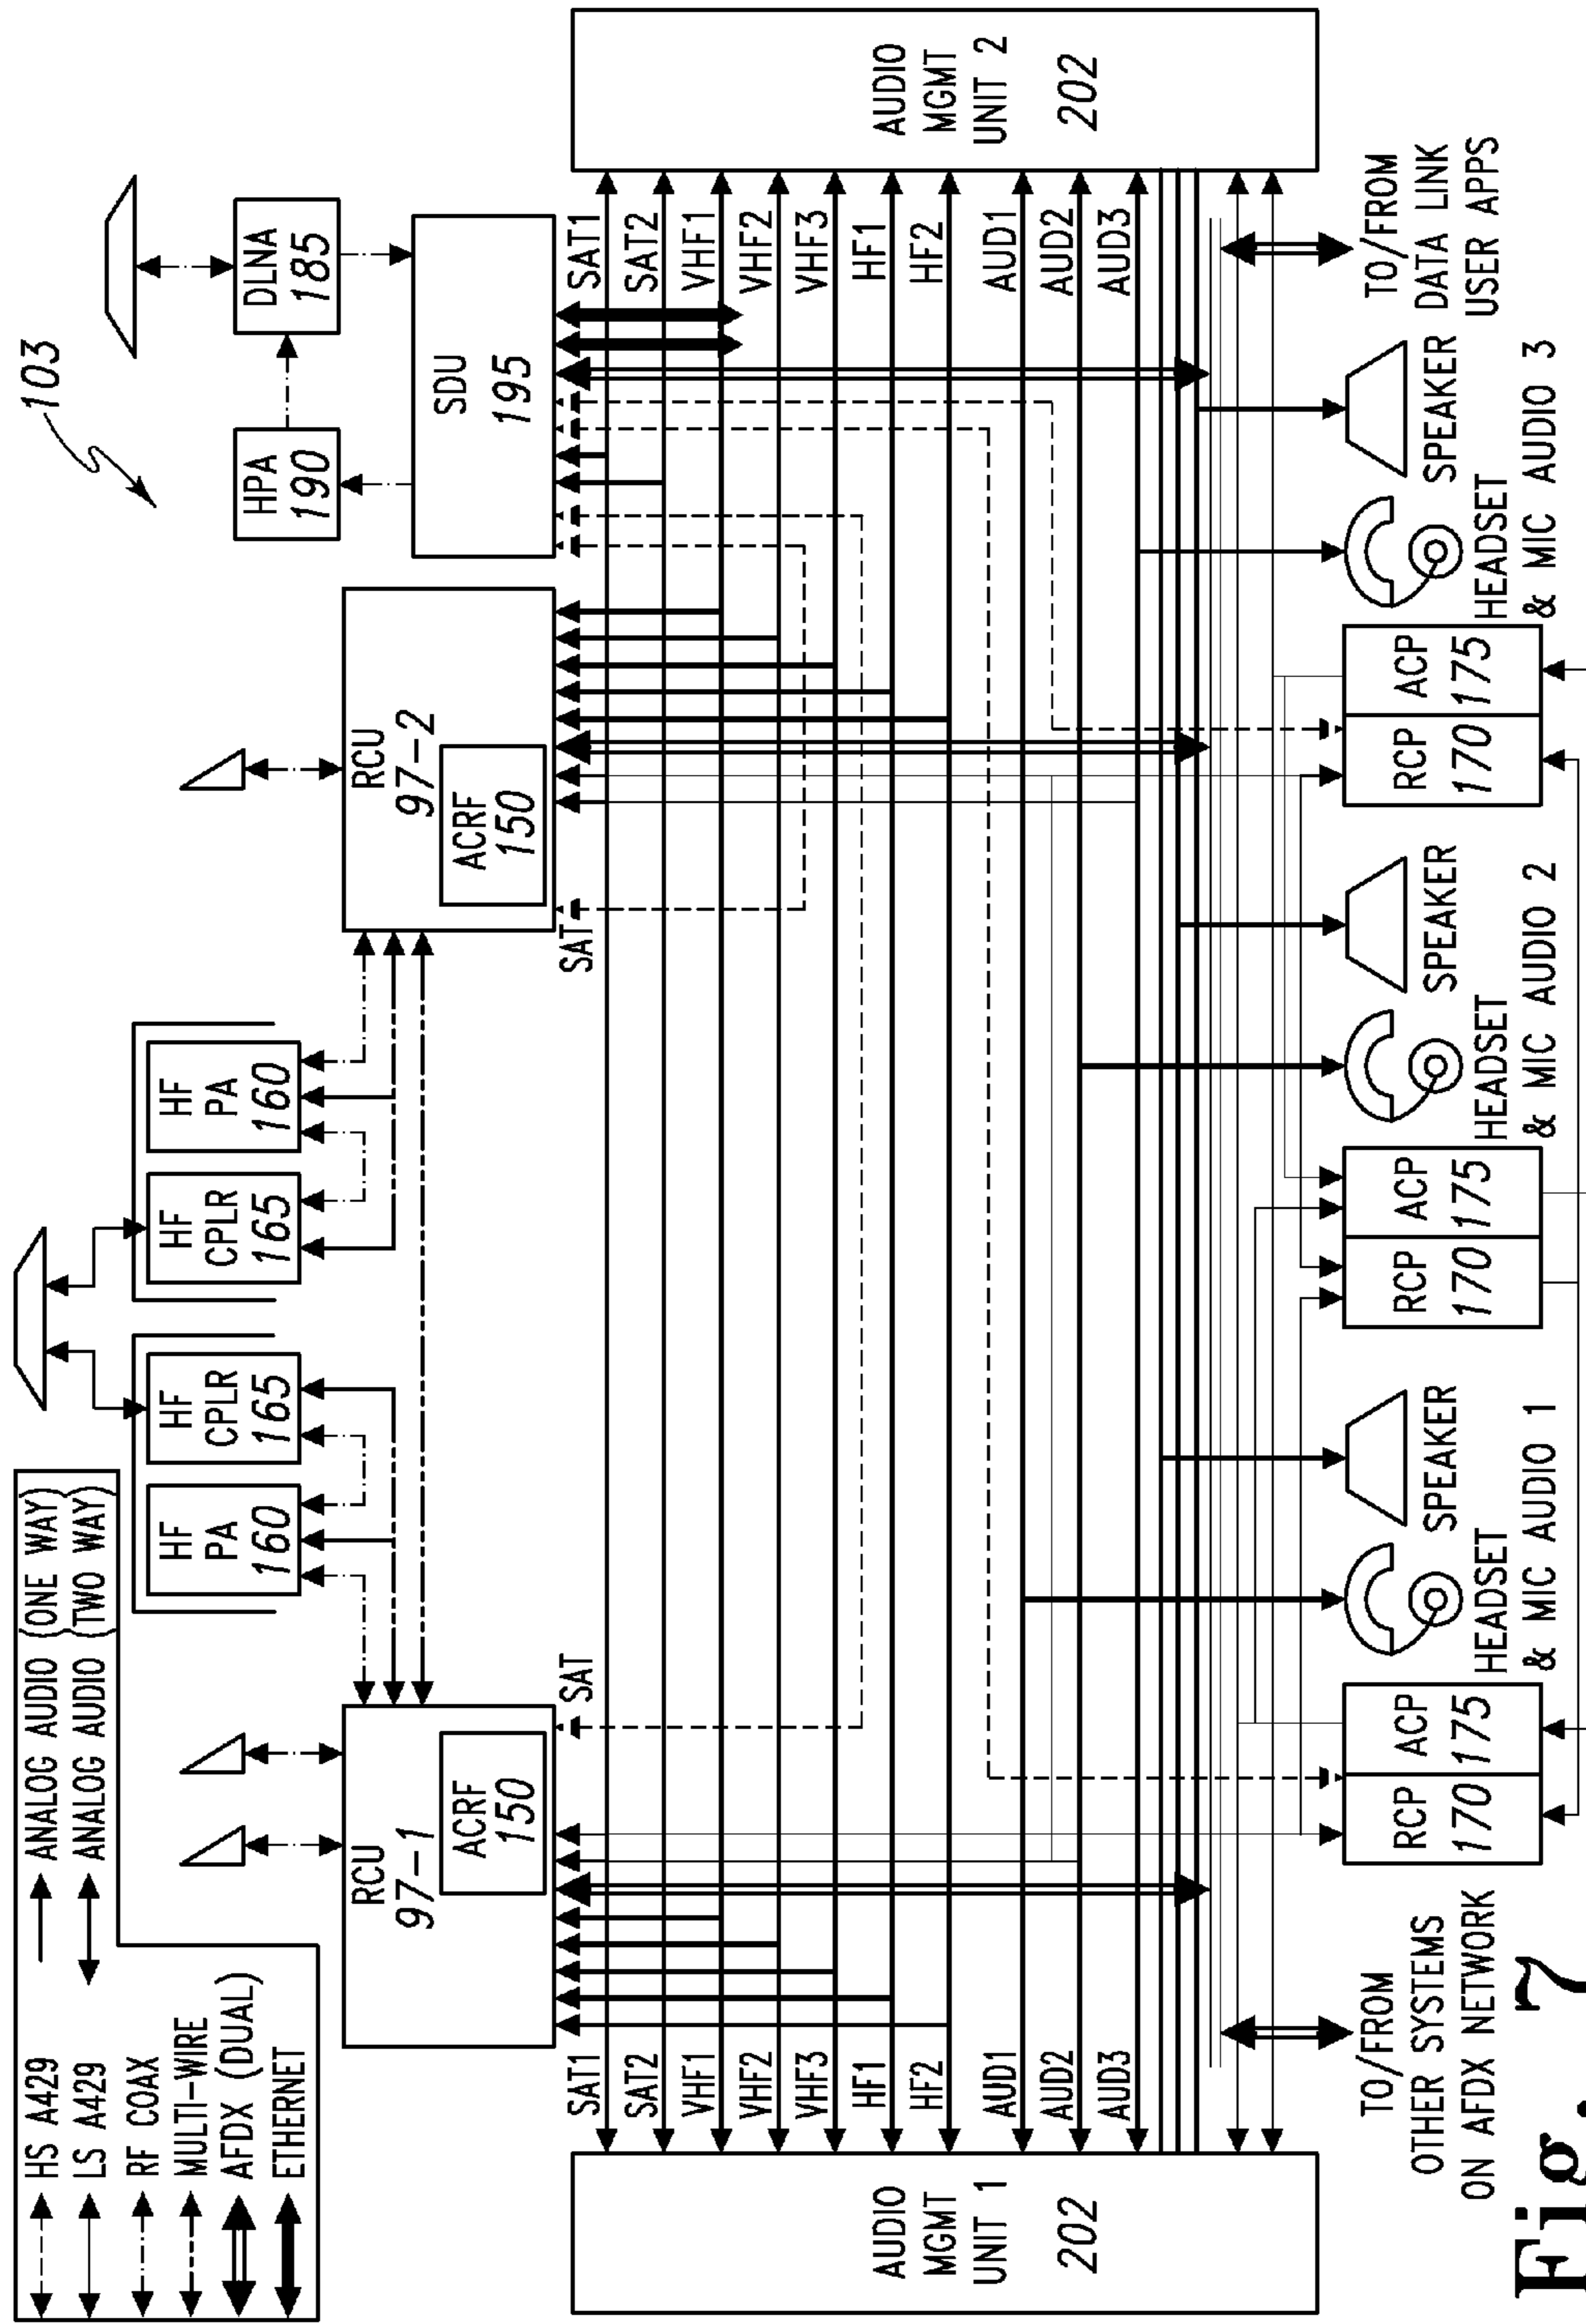 HS A429
LS A429
RF COAX
MULTI-WIRE
AFDX (DUAL)
ETHERNET
ANALOG AUDIO (ONE WAY)
ANALOG AUDIO (TWO WAY)
103
HF
PA
160
HF
CPLR
165
HF
CPLR
165
HF
PA
160
HPA
190
DLNA
185
RCU
97-1
ACRF
150
RCU
97-2
ACRF
150
SDU
195
SAT
SAT
SAT1
SAT2
VHF1
VHF2
VHF3
HF1
HF2
AUD1
AUD2
AUD3
SAT1
SAT2
VHF1
VHF2
VHF3
HF1
HF2
AUD1
AUD2
AUD3
AUDIO
MGMT
UNIT 1
202
AUDIO
MGMT
UNIT 2
202
TO/FROM
OTHER SYSTEMS
ON AFDX NETWORK
RCP
170
ACP
175
HEADSET
& MIC AUDIO 1
SPEAKER
RCP
170
ACP
175
HEADSET
& MIC AUDIO 2
SPEAKER
RCP
170
ACP
175
HEADSET
& MIC AUDIO 3
SPEAKER
TO/FROM
DATA LINK
USER APPS
Fig. 7